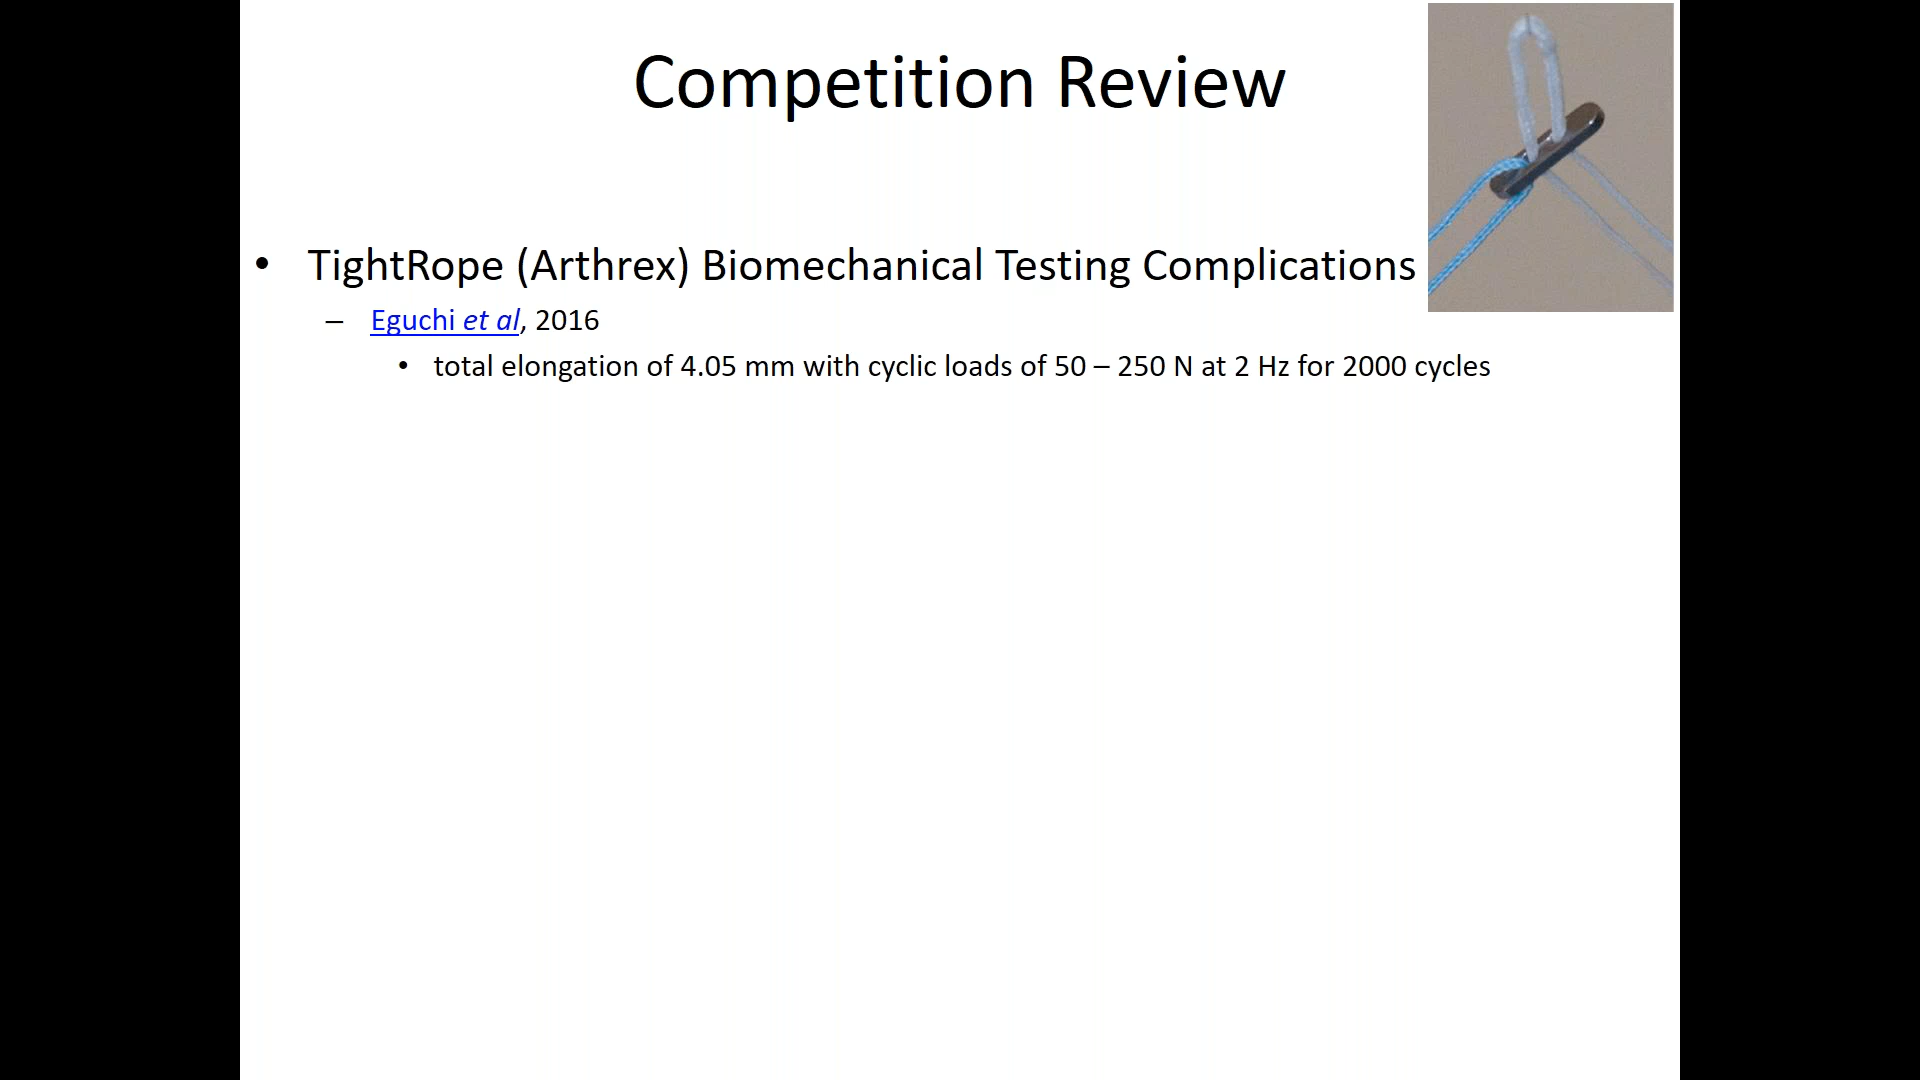 Competition Review
• TightRope (Arthrex) Biomechanical Testing Complications
– Eguchi et al, 2016
• total elongation of 4.05 mm with cyclic loads of 50 – 250 N at 2 Hz for 2000 cycles